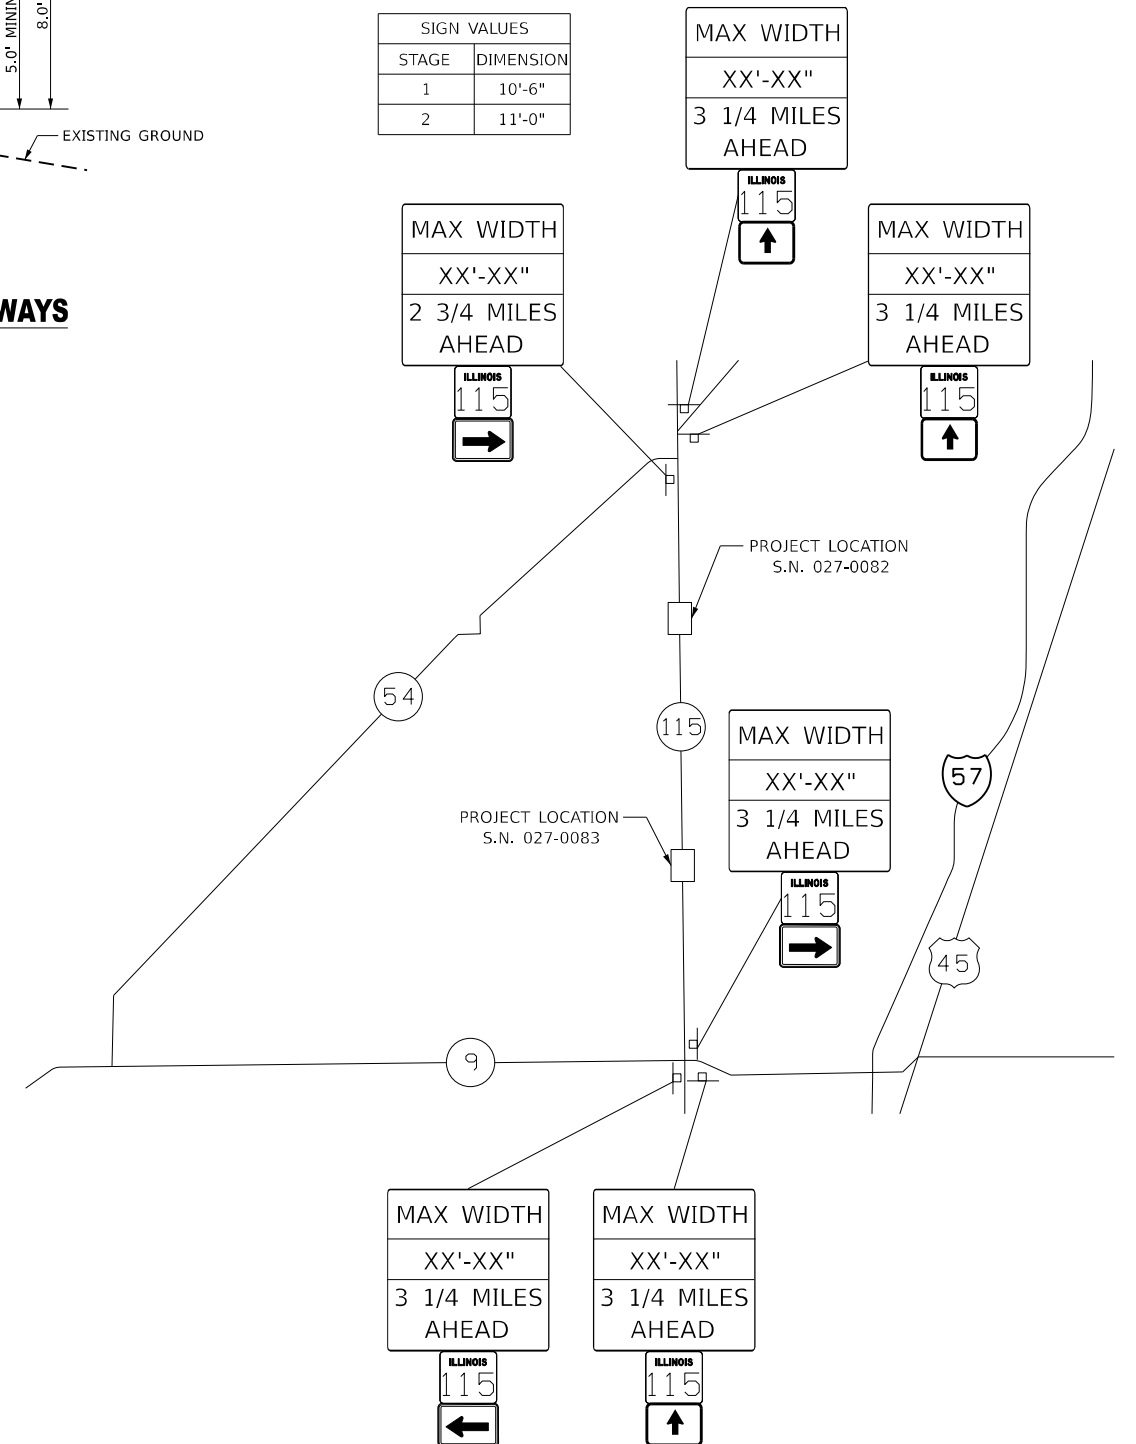 5.0' MININ
8.0'
EXISTING GROUND
WAYS
SIGN VALUES
STAGE DIMENSION
1 10'-6"
2 11'-0"
MAX WIDTH
XX'-XX"
3 1/4 MILES
AHEAD
ILLINOIS
115
MAX WIDTH
XX'-XX"
2 3/4 MILES
AHEAD
ILLINOIS
115
MAX WIDTH
XX'-XX"
3 1/4 MILES
AHEAD
ILLINOIS
115
PROJECT LOCATION
S.N. 027-0082
54
115
57
PROJECT LOCATION
S.N. 027-0083
MAX WIDTH
XX'-XX"
3 1/4 MILES
AHEAD
ILLINOIS
115
45
9
MAX WIDTH
XX'-XX"
3 1/4 MILES
AHEAD
ILLINOIS
115
MAX WIDTH
XX'-XX"
3 1/4 MILES
AHEAD
ILLINOIS
115